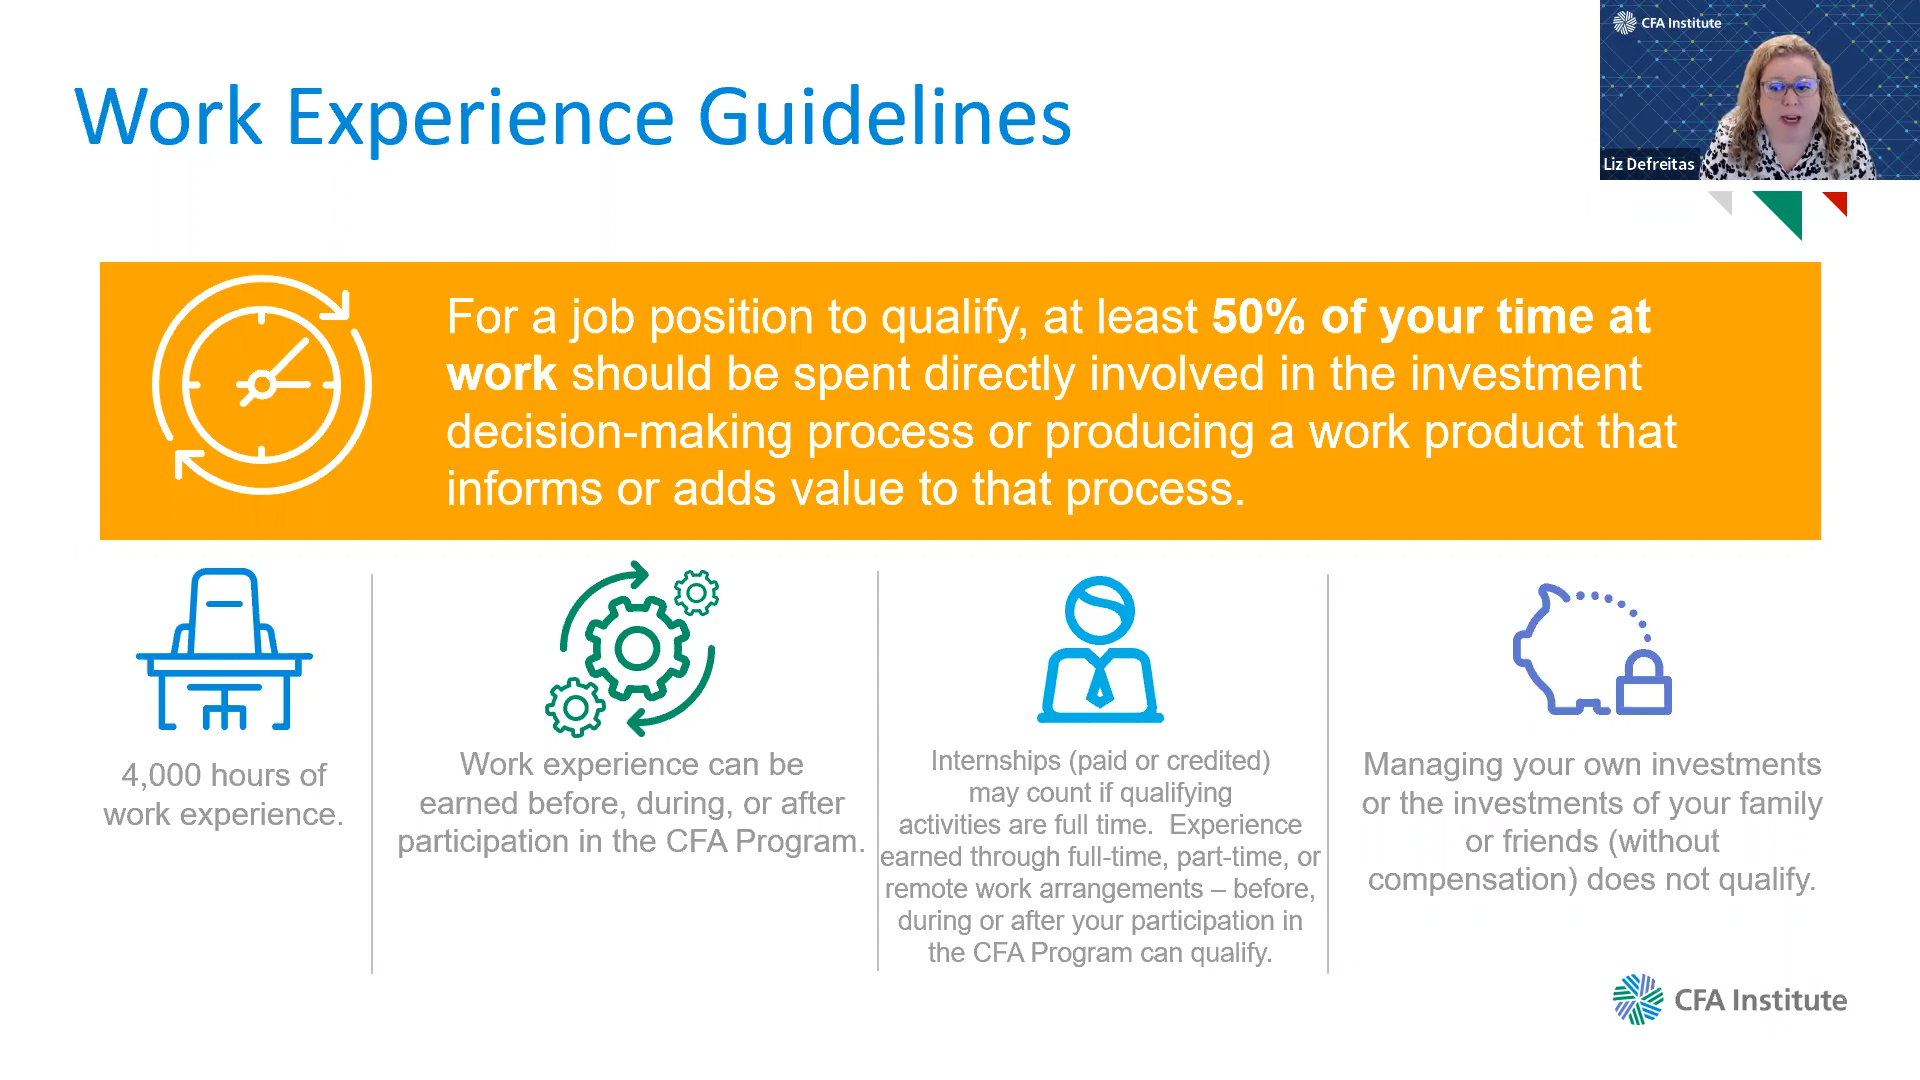 CFA Institute
Liz Defreitas
Work Experience Guidelines
For a job position to qualify, at least 50% of your time at
work should be spent directly involved in the investment
decision-making process or producing a work product that
informs or adds value to that process.
4,000 hours of
work experience.
Work experience can be
earned before, during, or after
participation in the CFA Program.
Internships (paid or credited)
may count if qualifying
activities are full time.  Experience
earned through full-time, part-time, or
remote work arrangements – before,
during or after your participation in
the CFA Program can qualify.
Managing your own investments
or the investments of your family
or friends (without
compensation) does not qualify.
CFA Institute